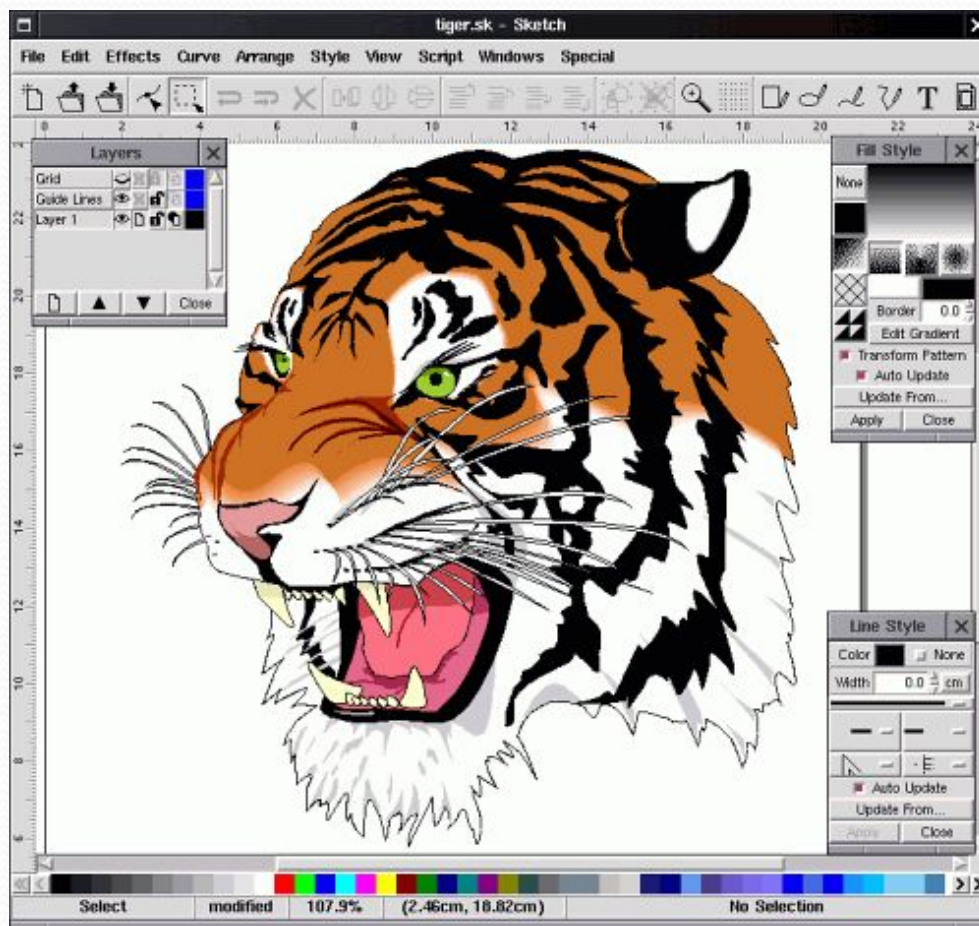 tiger.sk - Sketch
File Edit Effects Curve Arrange Style View Script Windows Special
T
0 2 4 6 8 10 12 14 16 18 20 22 24
Layers
Grid
Guide Lines
Layer 1
Close
22
20
18
16
14
12
10
8
6
Fill Style
None
Border 0.0
Edit Gradient
Transform Pattern
Auto Update
Update From...
Apply Close
Line Style
Color None
Width 0.0 cm
Auto Update
Update From...
Apply Close
Select modified 107.9% (2.46cm, 18.82cm) No Selection